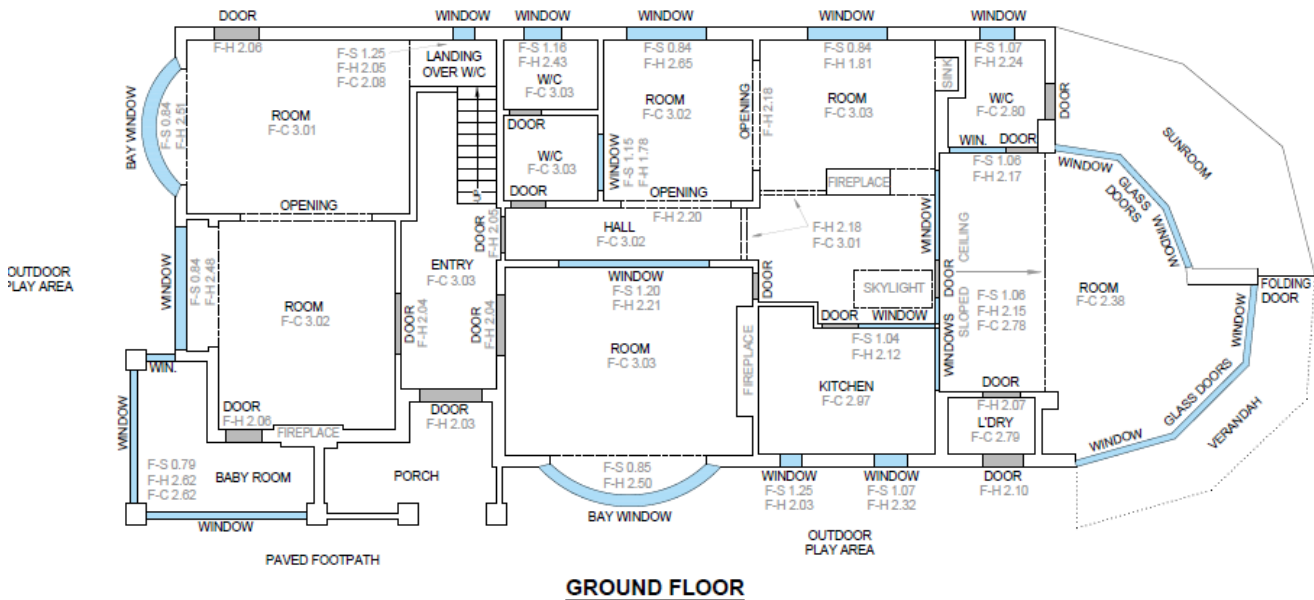 DOOR
F-H 2.06
WINDOW
F-S 1.25
F-H 2.05
F-C 2.08
LANDING
OVER W/C
WINDOW
F-S 1.16
F-H 2.43
W/C
F-C 3.03
DOOR
W/C
F-C 3.03
DOOR
WINDOW
F-S 0.84
F-H 2.65
ROOM
F-C 3.02
WINDOW
F-S 1.15
F-H 1.78
OPENING
F-H 2.18
OPENING
F-H 2.20
WINDOW
F-S 0.84
F-H 1.81
ROOM
F-C 3.03
SINK
FIREPLACE
WINDOW
F-S 1.07
F-H 2.24
W/C
F-C 2.80
DOOR
WIN.
DOOR
F-S 1.06
F-H 2.17
BAY WINDOW
F-S 0.84
F-H 2.51
ROOM
F-C 3.01
OPENING
S
WINDOW
GLASS
DOORS
WINDOW
SUNROOM
OUTDOOR
PLAY AREA
WINDOW
F-S 0.84
F-H 2.48
ROOM
F-C 3.02
ENTRY
F-C 3.03
DOOR
F-H 2.05
DOOR
F-H 2.04
DOOR
F-H 2.04
HALL
F-C 3.02
WINDOW
F-S 1.20
F-H 2.21
F-H 2.18
F-C 3.01
DOOR
SKYLIGHT
WINDOW
DOOR
WINDOWS
SLOPED CEILING
F-S 1.06
F-H 2.15
F-C 2.78
ROOM
F-C 2.38
FOLDING
DOOR
WINDOW
GLASS DOORS
WINDOW
VERANDAH
DOOR
WINDOW
F-S 1.04
F-H 2.12
ROOM
F-C 3.03
FIREPLACE
KITCHEN
F-C 2.97
DOOR
F-H 2.07
L'DRY
F-C 2.79
DOOR
F-H 2.10
WIN.
WINDOW
DOOR
F-H 2.06
FIREPLACE
DOOR
F-H 2.03
F-S 0.79
F-H 2.62
F-C 2.62
BABY ROOM
PORCH
WINDOW
F-S 0.85
F-H 2.50
BAY WINDOW
WINDOW
F-S 1.25
F-H 2.03
WINDOW
F-S 1.07
F-H 2.32
OUTDOOR
PLAY AREA
PAVED FOOTPATH
GROUND FLOOR